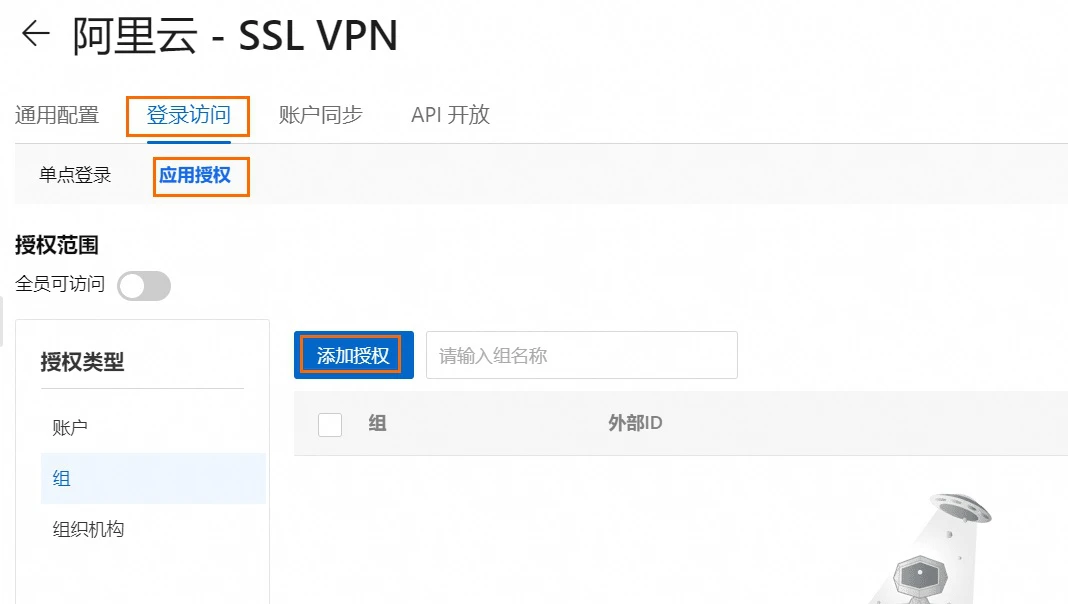 阿里云 - SSL VPN
通用配置 登录访问 账户同步 API 开放
单点登录 应用授权
授权范围
全员可访问
授权类型
账户
组
组织机构
添加授权 请输入组名称
组 外部ID